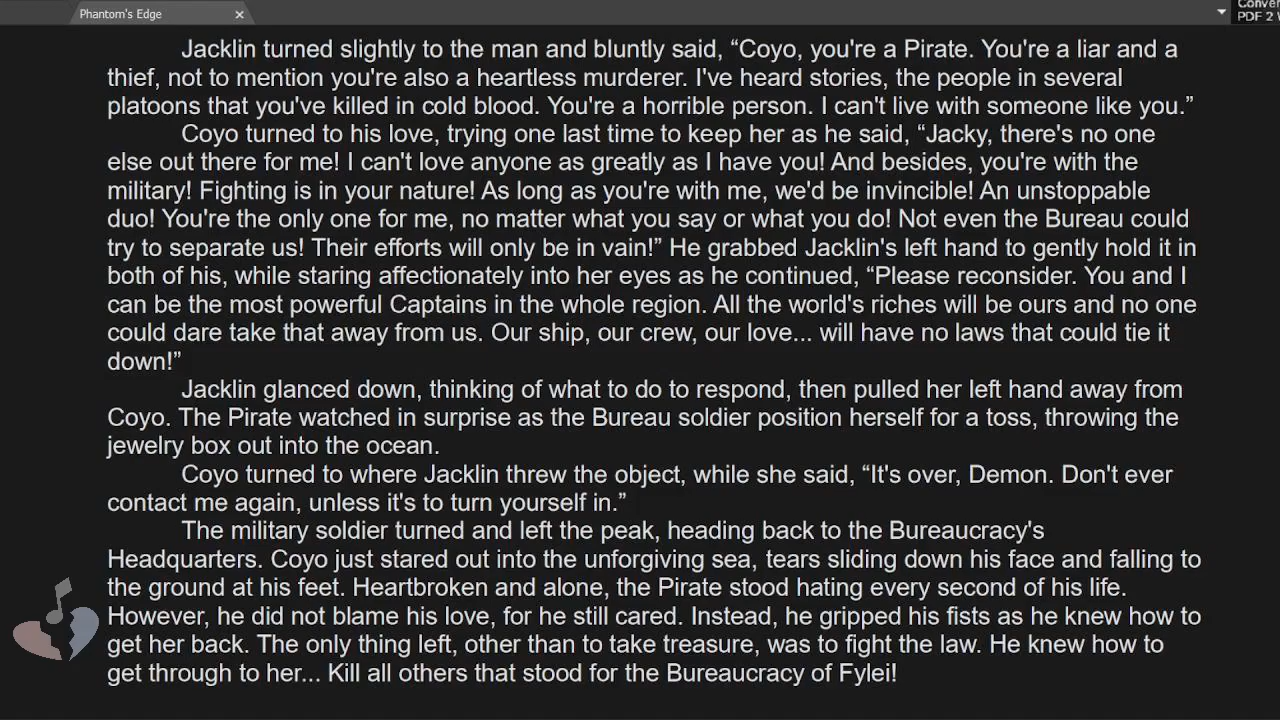 Phantom's Edge
Conver
PDF 2 W
Jacklin turned slightly to the man and bluntly said, “Coyo, you're a Pirate. You're a liar and a
thief, not to mention you're also a heartless murderer. I've heard stories, the people in several
platoons that you've killed in cold blood. You're a horrible person. I can't live with someone like you.”
Coyo turned to his love, trying one last time to keep her as he said, “Jacky, there's no one
else out there for me! I can't love anyone as greatly as I have you! And besides, you're with the
military! Fighting is in your nature! As long as you're with me, we'd be invincible! An unstoppable
duo! You're the only one for me, no matter what you say or what you do! Not even the Bureau could
try to separate us! Their efforts will only be in vain!” He grabbed Jacklin's left hand to gently hold it in
both of his, while staring affectionately into her eyes as he continued, “Please reconsider. You and I
can be the most powerful Captains in the whole region. All the world's riches will be ours and no one
could dare take that away from us. Our ship, our crew, our love... will have no laws that could tie it
down!”
Jacklin glanced down, thinking of what to do to respond, then pulled her left hand away from
Coyo. The Pirate watched in surprise as the Bureau soldier position herself for a toss, throwing the
jewelry box out into the ocean.
Coyo turned to where Jacklin threw the object, while she said, “It's over, Demon. Don't ever
contact me again, unless it's to turn yourself in.”
The military soldier turned and left the peak, heading back to the Bureaucracy's
Headquarters. Coyo just stared out into the unforgiving sea, tears sliding down his face and falling to
the ground at his feet. Heartbroken and alone, the Pirate stood hating every second of his life.
However, he did not blame his love, for he still cared. Instead, he gripped his fists as he knew how to
get her back. The only thing left, other than to take treasure, was to fight the law. He knew how to
get through to her... Kill all others that stood for the Bureaucracy of Fylei!